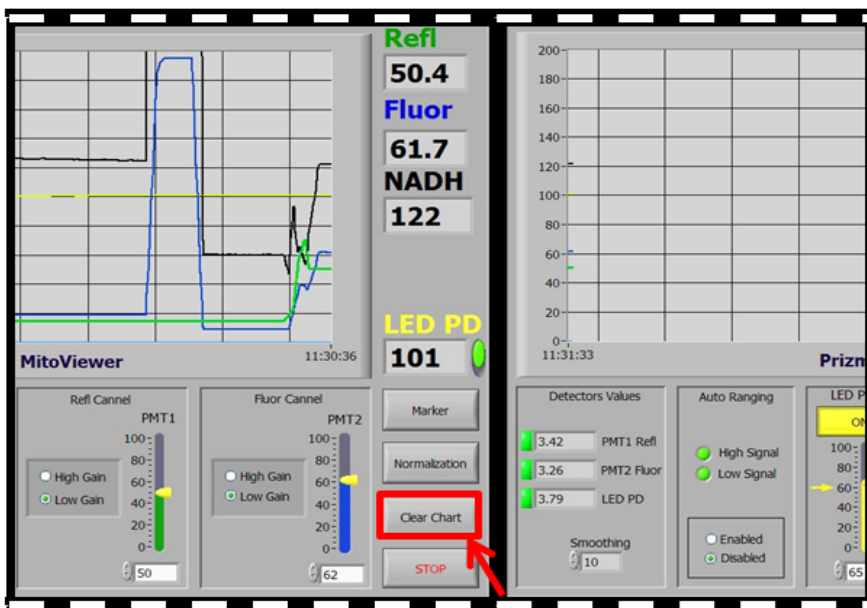 Refl
50.4
Fluor
61.7
NADH
122
LED PD
101
MitoViewer
11:30:36
Refl Cannel
PMT1
100
80
60
40
20
0
High Gain
Low Gain
50
Fluor Cannel
PMT2
100
80
60
40
20
0
High Gain
Low Gain
62
Marker
Normalization
Clear Chart
STOP
200
180
160
140
120
100
80
60
40
20
0
11:31:33
Prizm
Detectors Values
3.42 PMT1 Refl
3.26 PMT2 Fluor
3.79 LED PD
Smoothing
10
Auto Ranging
High Signal
Low Signal
Enabled
Disabled
LED P
ON
100
80
60
40
20
0
65